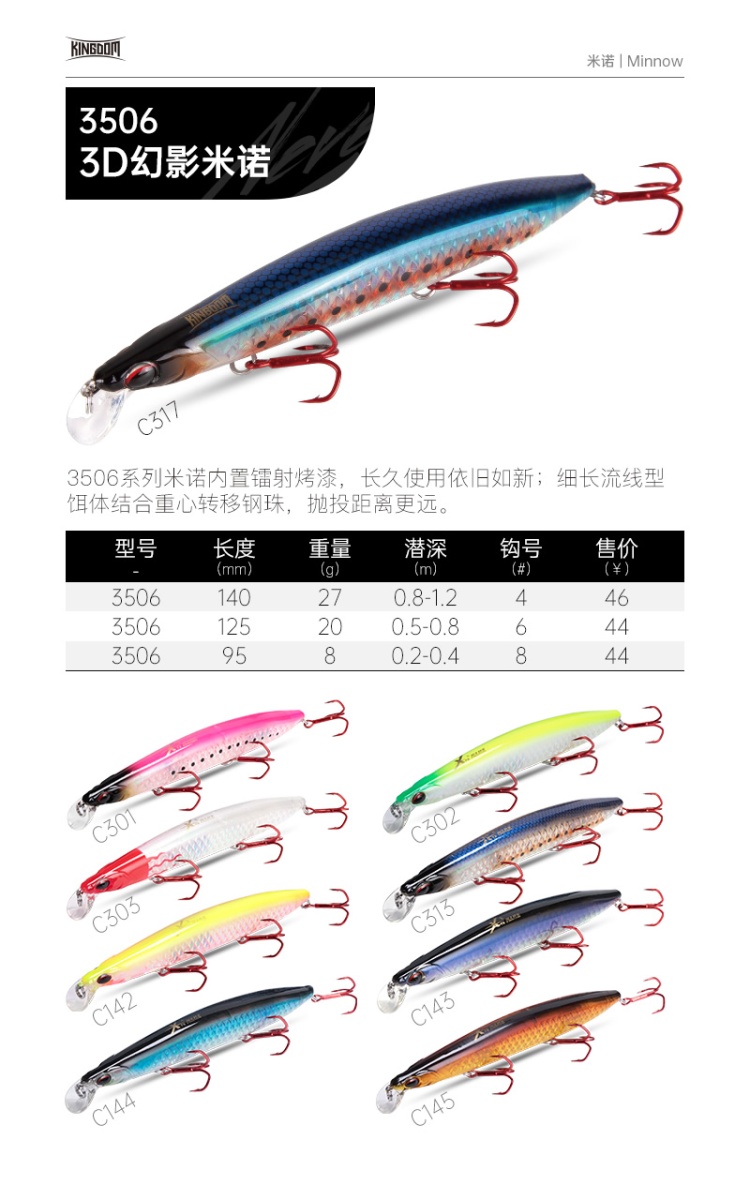 KINGDOM
米诺 | Minnow
3506
3D幻影米诺
KINGDOM
C317
3506系列米诺内置镭射烤漆，长久使用依旧如新；细长流线型
饵体结合重心转移钢珠，抛投距离更远。
型号 长度 重量 潜深 钩号 售价
- (mm) (g) (m) (#) (￥)
3506 140 27 0.8-1.2 4 46
3506 125 20 0.5-0.8 6 44
3506 95 8 0.2-0.4 8 44
C301
C302
C303
C313
C142
C143
C144
C145